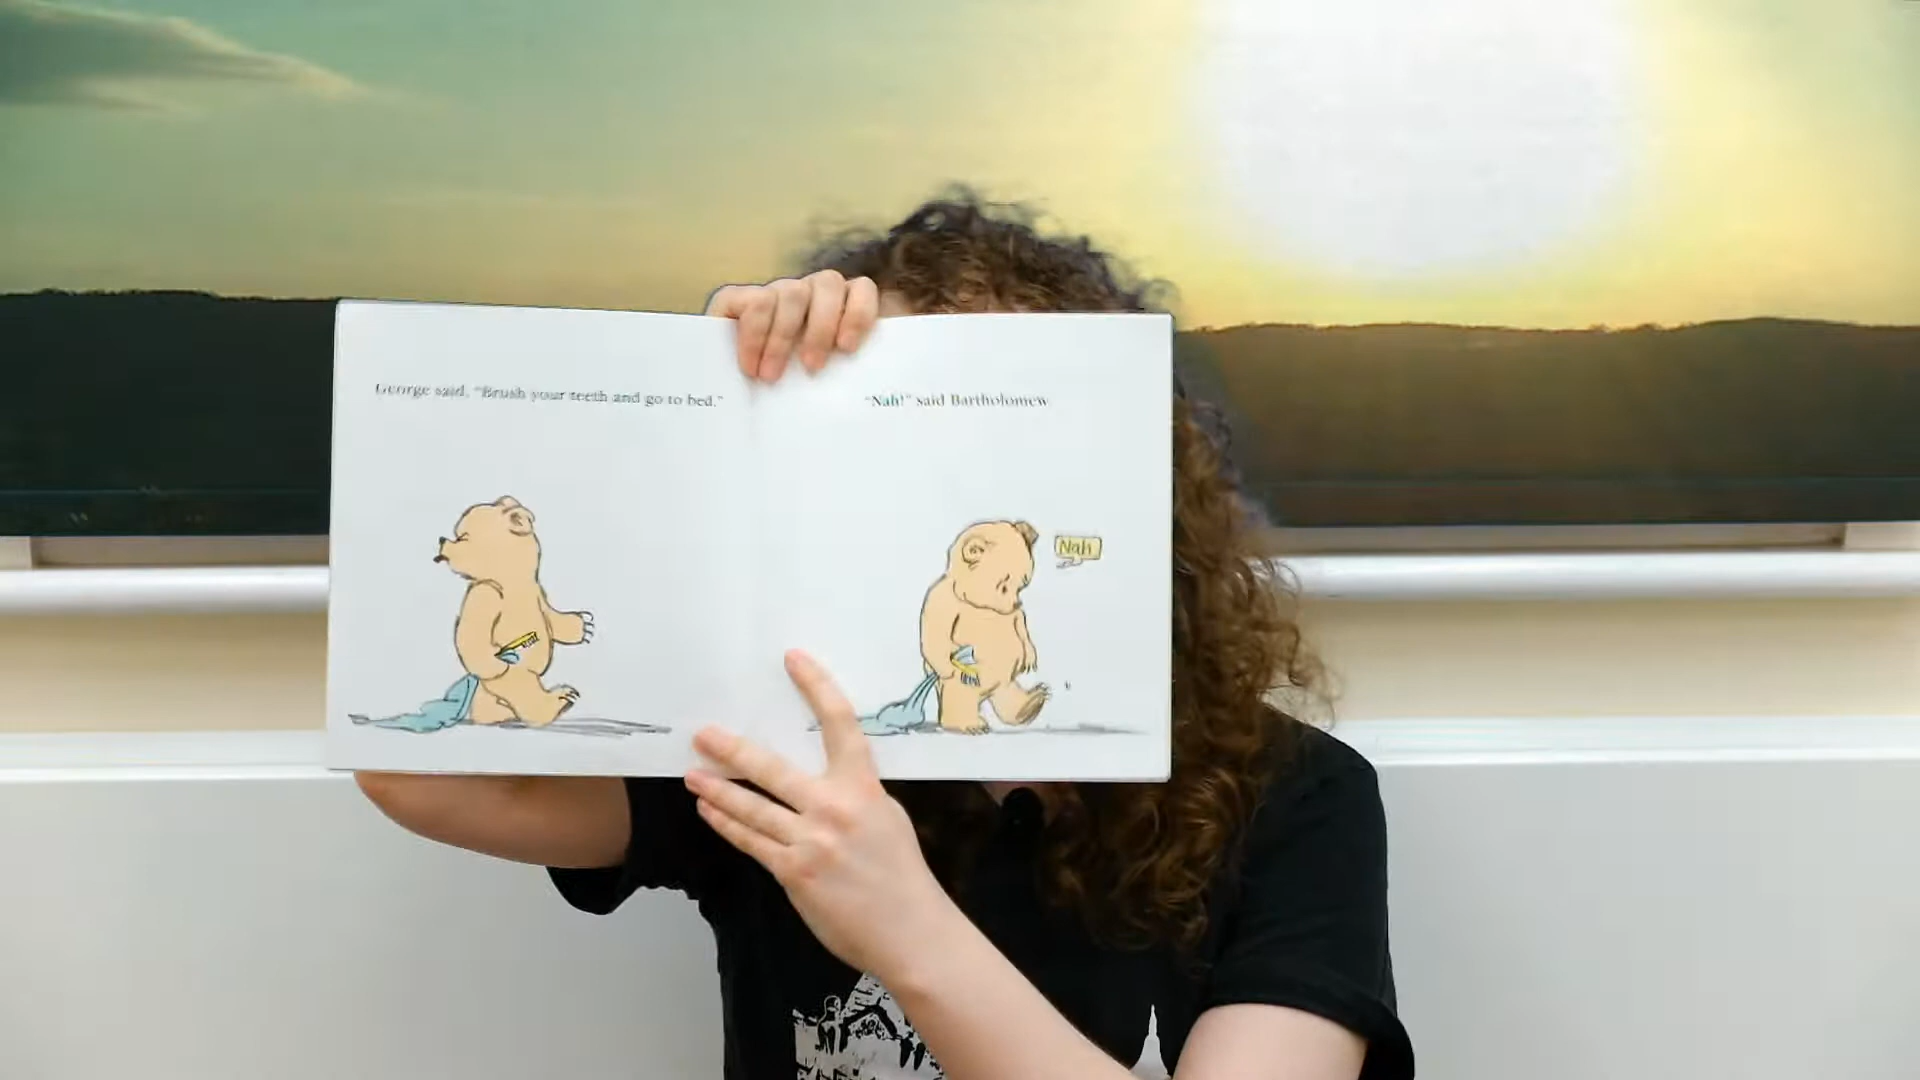 George said, "Brush your teeth and go to bed."
"Nah!" said Bartholomew.
Nah